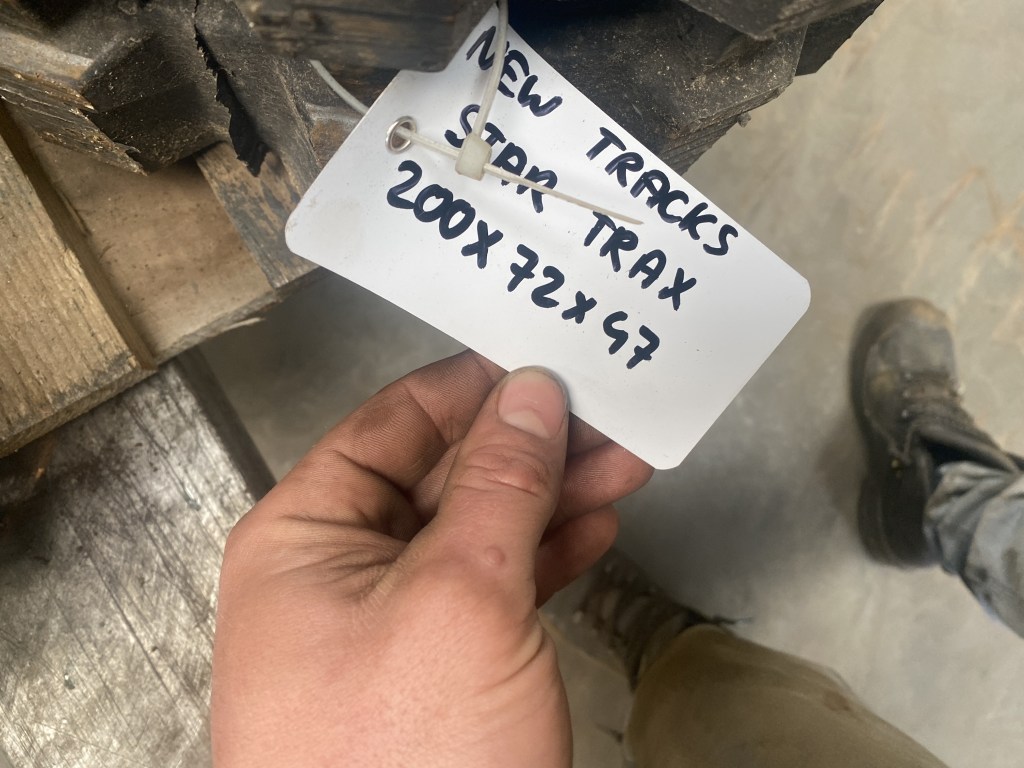 NEW TRACKS
STAR TRAX
200X72X47